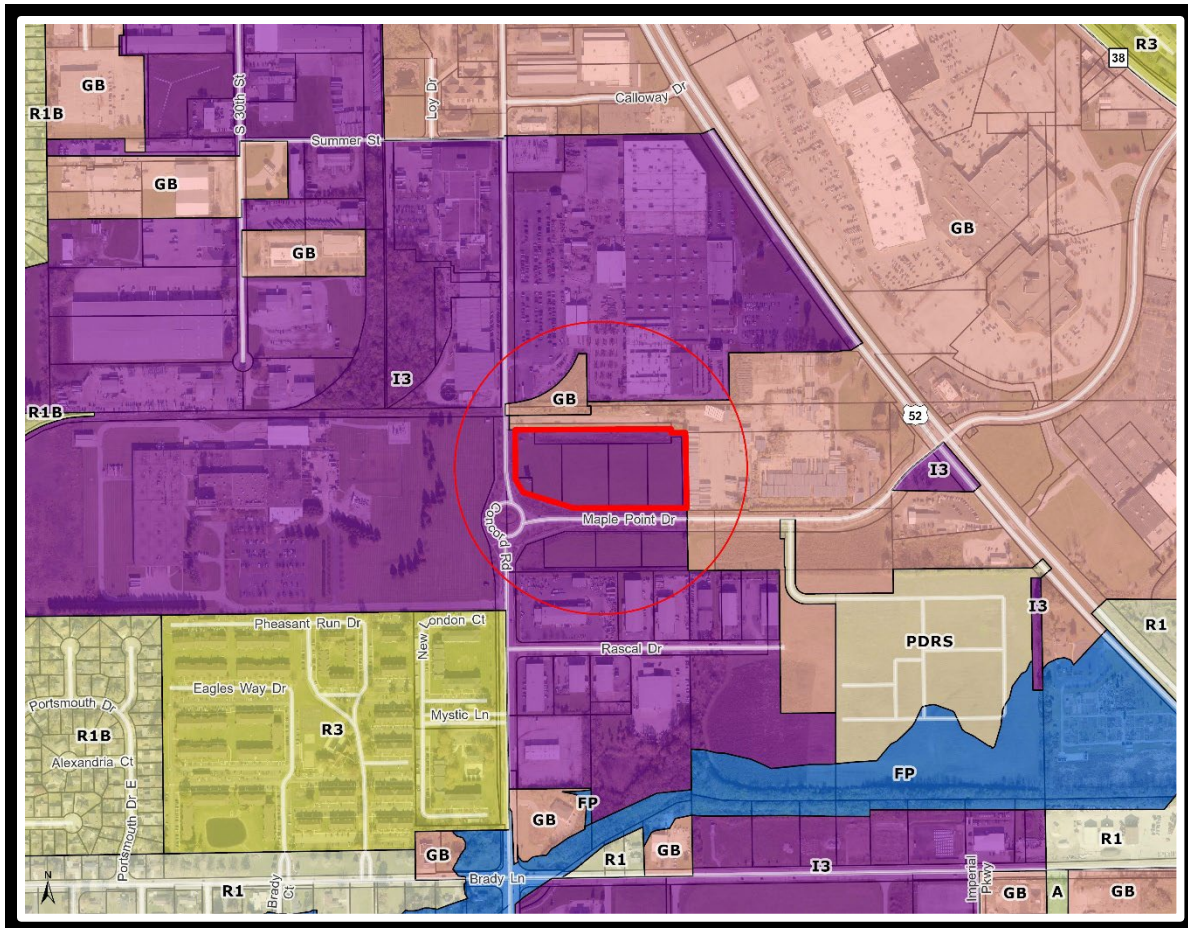 38
R3
GB
S 30th St
Loy Dr
Calloway Dr
R1B
Summer St
GB
GB
GB
I3
GB
R1B
52
I3
Concord Rd
Maple Point Dr
Pheasant Run Dr
New London Ct
I3
R1
PDRS
Rascal Dr
Eagles Way Dr
Portsmouth Dr
R3
Mystic Ln
R1B
Alexandria Ct
FP
Portsmouth Dr E
FP
GB
R1
GB
R1
GB
I3
Brady Ln
R1
Brady Ct
Imperial Pkwy
GB
A
GB
N